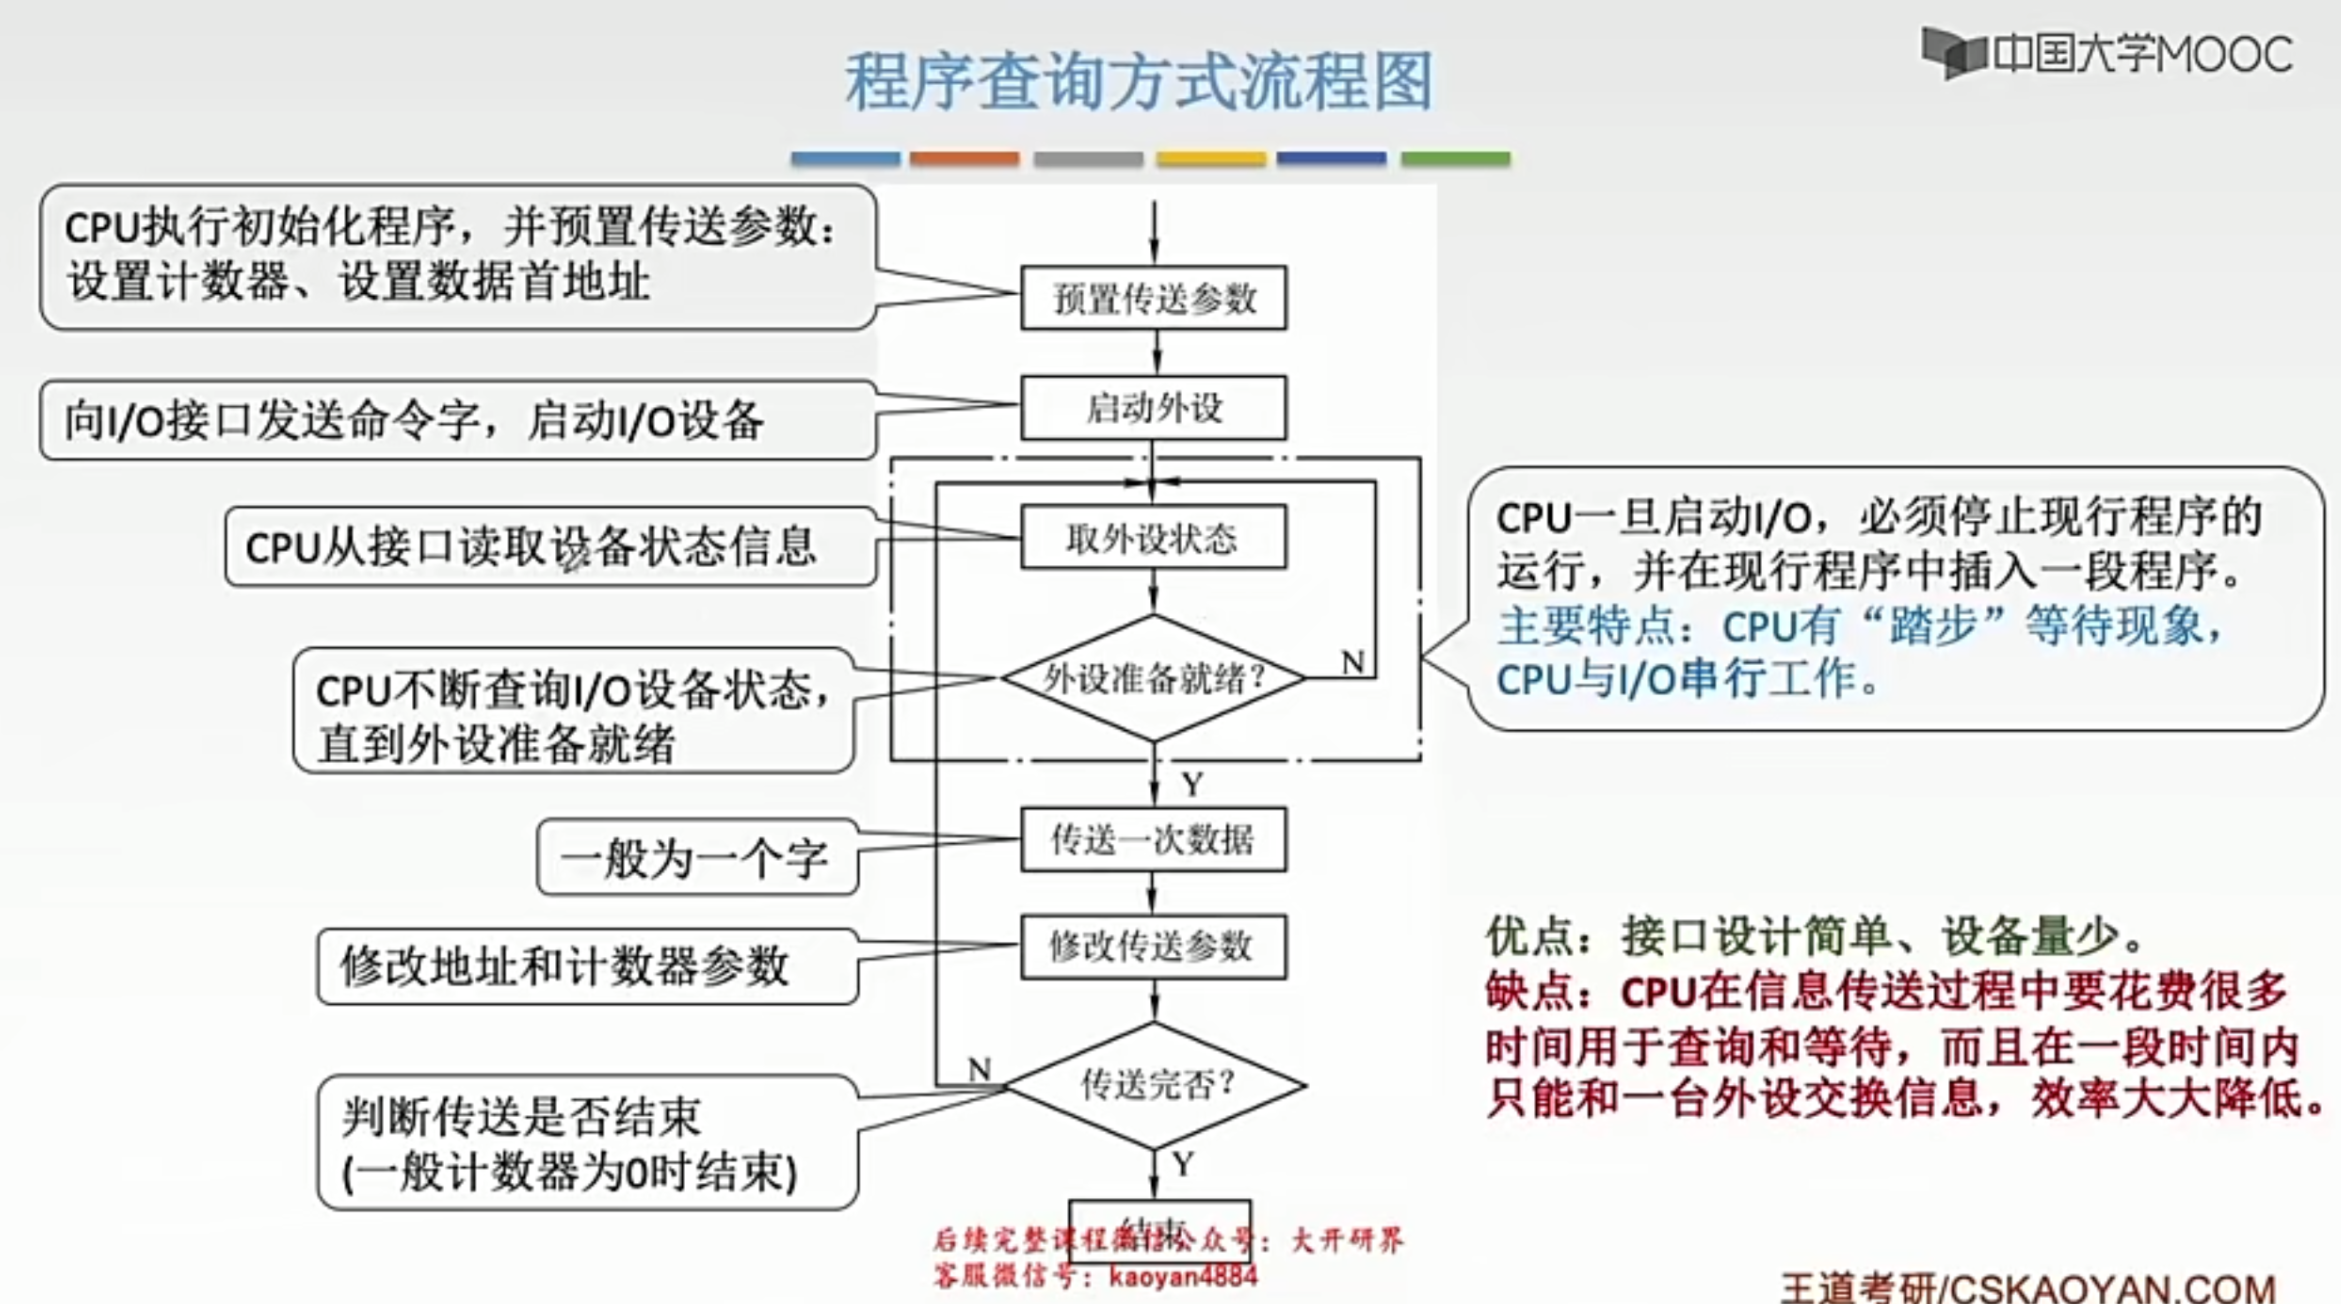 中国大学MOOC
程序查询方式流程图
CPU执行初始化程序，并预置传送参数：
设置计数器、设置数据首地址
预置传送参数
向I/O接口发送命令字，启动I/O设备
启动外设
CPU从接口读取设备状态信息
取外设状态
CPU不断查询I/O设备状态，
直到外设准备就绪
外设准备就绪？
N
Y
CPU一旦启动I/O，必须停止现行程序的
运行，并在现行程序中插入一段程序。
主要特点：CPU有“踏步”等待现象，
CPU与I/O串行工作。
一般为一个字
传送一次数据
修改地址和计数器参数
修改传送参数
判断传送是否结束
(一般计数器为0时结束)
N
传送完否？
Y
结束
优点：接口设计简单、设备量少。
缺点：CPU在信息传送过程中要花费很多
时间用于查询和等待，而且在一段时间内
只能和一台外设交换信息，效率大大降低。
后续完整课程微信公众号：大开研界
客服微信号：kaoyan4884
王道考研/CSKAOYAN.COM